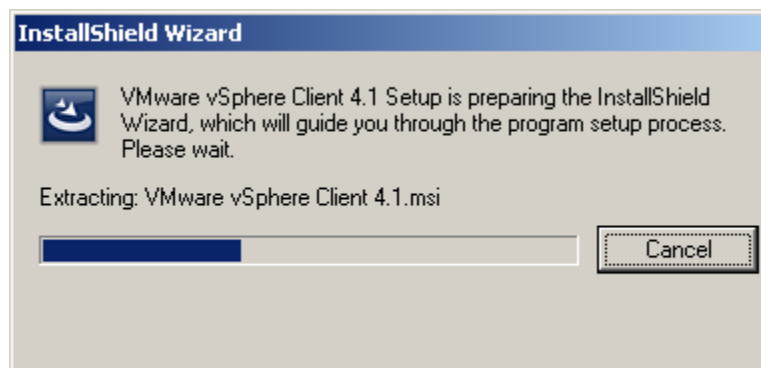 InstallShield Wizard
VMware vSphere Client 4.1 Setup is preparing the InstallShield
Wizard, which will guide you through the program setup process.
Please wait.
Extracting: VMware vSphere Client 4.1.msi
Cancel